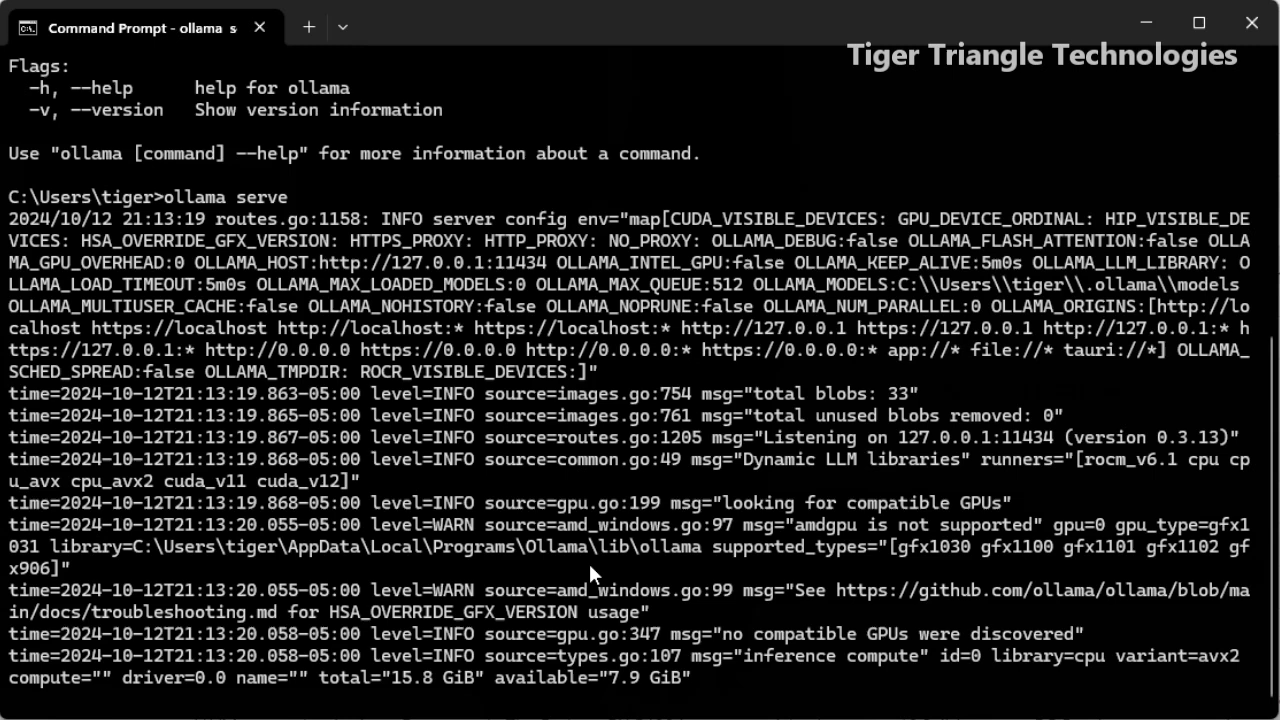 Command Prompt - ollama s
Tiger Triangle Technologies
Flags:
-h, --help help for ollama
-v, --version Show version information
Use "ollama [command] --help" for more information about a command.
C:\Users\tiger>ollama serve
2024/10/12 21:13:19 routes.go:1158: INFO server config env="map[CUDA_VISIBLE_DEVICES: GPU_DEVICE_ORDINAL: HIP_VISIBLE_DE
VICES: HSA_OVERRIDE_GFX_VERSION: HTTPS_PROXY: HTTP_PROXY: NO_PROXY: OLLAMA_DEBUG:false OLLAMA_FLASH_ATTENTION:false OLLA
MA_GPU_OVERHEAD:0 OLLAMA_HOST:http://127.0.0.1:11434 OLLAMA_INTEL_GPU:false OLLAMA_KEEP_ALIVE:5m0s OLLAMA_LLM_LIBRARY: O
LLAMA_LOAD_TIMEOUT:5m0s OLLAMA_MAX_LOADED_MODELS:0 OLLAMA_MAX_QUEUE:512 OLLAMA_MODELS:C:\\Users\\tiger\\.ollama\\models
OLLAMA_MULTIUSER_CACHE:false OLLAMA_NOHISTORY:false OLLAMA_NOPRUNE:false OLLAMA_NUM_PARALLEL:0 OLLAMA_ORIGINS:[http://lo
calhost https://localhost http://localhost:* https://localhost:* http://127.0.0.1 https://127.0.0.1 http://127.0.0.1:* h
ttps://127.0.0.1:* http://0.0.0.0 https://0.0.0.0 http://0.0.0.0:* https://0.0.0.0:* app://* file://* tauri://*] OLLAMA_
SCHED_SPREAD:false OLLAMA_TMPDIR: ROCR_VISIBLE_DEVICES:]"
time=2024-10-12T21:13:19.863-05:00 level=INFO source=images.go:754 msg="total blobs: 33"
time=2024-10-12T21:13:19.865-05:00 level=INFO source=images.go:761 msg="total unused blobs removed: 0"
time=2024-10-12T21:13:19.867-05:00 level=INFO source=routes.go:1205 msg="Listening on 127.0.0.1:11434 (version 0.3.13)"
time=2024-10-12T21:13:19.868-05:00 level=INFO source=common.go:49 msg="Dynamic LLM libraries" runners="[rocm_v6.1 cpu cp
u_avx cpu_avx2 cuda_v11 cuda_v12]"
time=2024-10-12T21:13:19.868-05:00 level=INFO source=gpu.go:199 msg="looking for compatible GPUs"
time=2024-10-12T21:13:20.055-05:00 level=WARN source=amd_windows.go:97 msg="amdgpu is not supported" gpu=0 gpu_type=gfx1
031 library=C:\Users\tiger\AppData\Local\Programs\Ollama\lib\ollama supported_types="[gfx1030 gfx1100 gfx1101 gfx1102 gf
x906]"
time=2024-10-12T21:13:20.055-05:00 level=WARN source=amd_windows.go:99 msg="See https://github.com/ollama/ollama/blob/ma
in/docs/troubleshooting.md for HSA_OVERRIDE_GFX_VERSION usage"
time=2024-10-12T21:13:20.058-05:00 level=INFO source=gpu.go:347 msg="no compatible GPUs were discovered"
time=2024-10-12T21:13:20.058-05:00 level=INFO source=types.go:107 msg="inference compute" id=0 library=cpu variant=avx2
compute="" driver=0.0 name="" total="15.8 GiB" available="7.9 GiB"